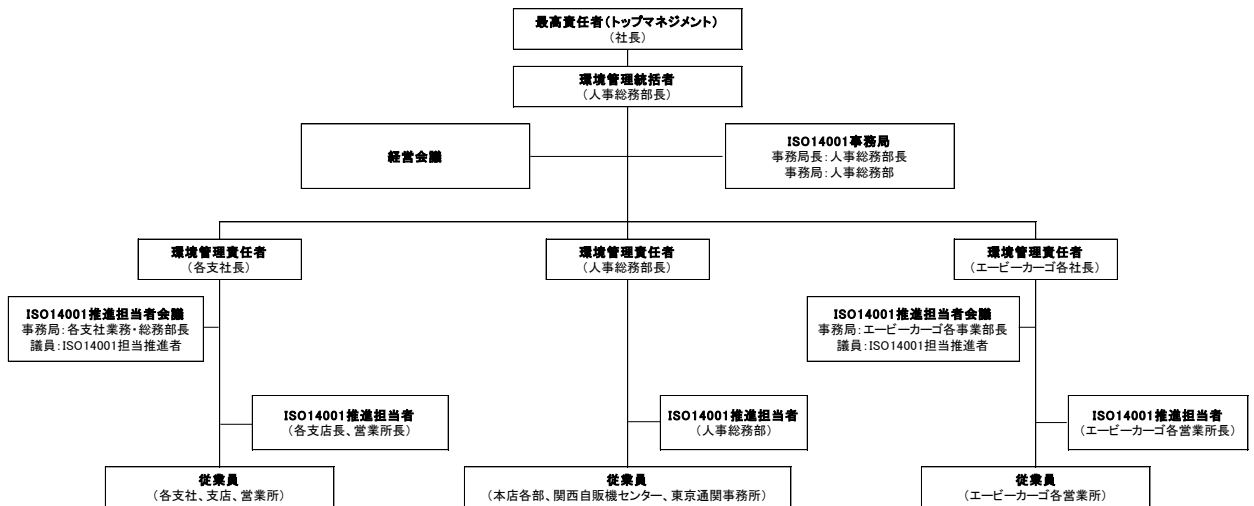 最高責任者(トップマネジメント)
(社長)
環境管理統括者
(人事総務部長)
経営会議
ISO14001事務局
事務局長:人事総務部長
事務局:人事総務部
環境管理責任者
(各支社長)
環境管理責任者
(人事総務部長)
環境管理責任者
(エービーカーゴ各社長)
ISO14001推進担当者会議
事務局:各支社業務・総務部長
議員:ISO14001担当推進者
ISO14001推進担当者会議
事務局:エービーカーゴ各事業部長
議員:ISO14001担当推進者
ISO14001推進担当者
(各支店長、営業所長)
ISO14001推進担当者
(人事総務部)
ISO14001推進担当者
(エービーカーゴ各営業所長)
従業員
(各支社、支店、営業所)
従業員
(本店各部、関西自販機センター、東京通関事務所)
従業員
(エービーカーゴ各営業所)